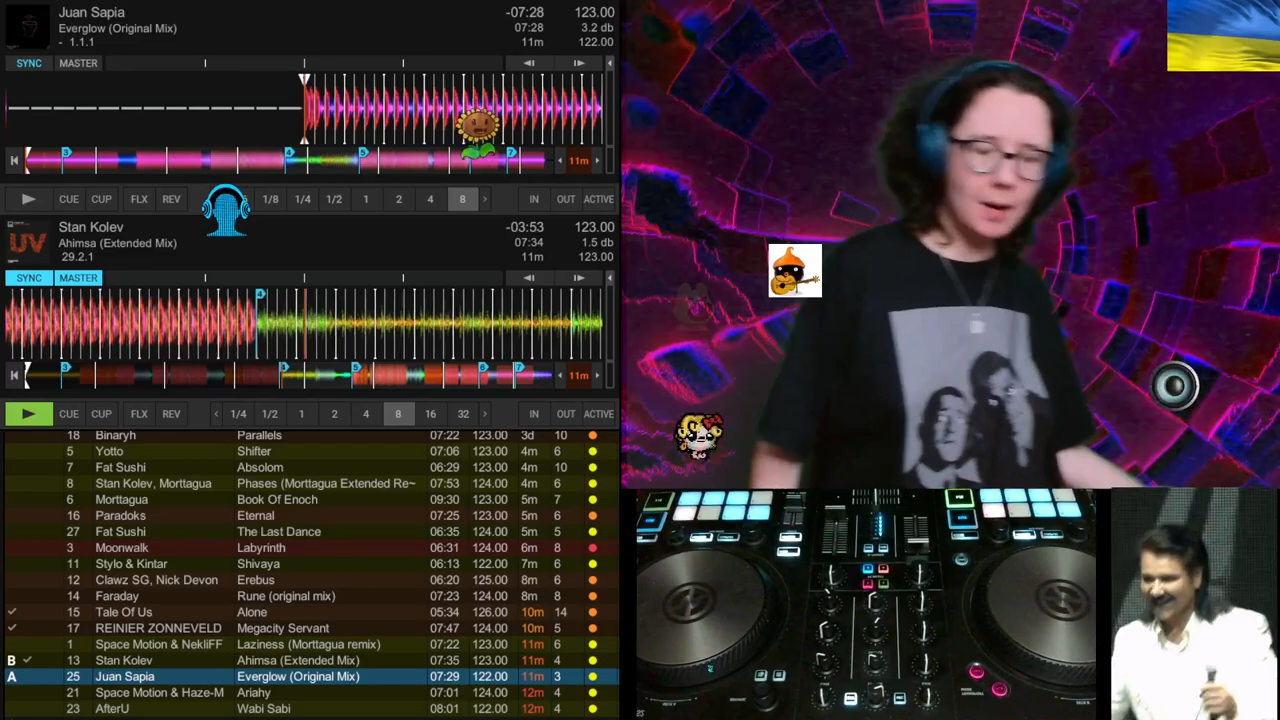 Juan Sapia -07:28 123.00
Everglow (Original Mix) 07:28 3.2 db
- 1.1.1 11m 122.00
SYNC MASTER
3 4 5 7 11m
CUE CUP FLX REV 1/8 1/4 1/2 1 2 4 8 IN OUT ACTIVE
Stan Kolev -03:53 123.00
Ahimsa (Extended Mix) 07:34 1.5 db
29.2.1 11m 123.00
UV
SYNC MASTER
4
3 3 5 6 7 11m
CUE CUP FLX REV 1/4 1/2 1 2 4 8 16 32 IN OUT ACTIVE
18 Binaryh Parallels 07:22 123.00 3d 10
5 Yotto Shifter 07:06 123.00 4m 6
7 Fat Sushi Absolom 06:29 123.00 4m 10
8 Stan Kolev, Morttagua Phases (Morttagua Extended Re~ 07:53 124.00 4m 6
6 Morttagua Book Of Enoch 09:30 123.00 5m 7
16 Paradoks Eternal 07:25 123.00 5m 6
27 Fat Sushi The Last Dance 06:35 124.00 5m 5
3 Moonwalk Labyrinth 06:31 124.00 6m 8
11 Stylo & Kintar Shivaya 06:13 122.00 7m 6
12 Clawz SG, Nick Devon Erebus 06:20 125.00 8m 6
14 Faraday Rune (original mix) 07:23 124.00 8m 8
15 Tale Of Us Alone 05:34 126.00 10m 14
17 REINIER ZONNEVELD Megacity Servant 07:47 124.00 10m 5
1 Space Motion & NekliFF Laziness (Morttagua remix) 07:22 123.00 11m 6
B 13 Stan Kolev Ahimsa (Extended Mix) 07:35 123.00 11m 4
A 25 Juan Sapia Everglow (Original Mix) 07:29 122.00 11m 3
21 Space Motion & Haze-M Ariahy 07:01 124.00 12m 4
23 AfterU Wabi Sabi 08:01 122.00 12m 4